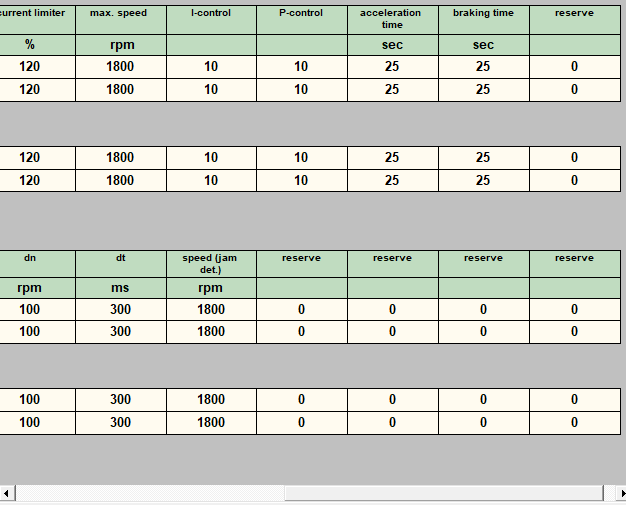 current limiter max. speed I-control P-control acceleration time braking time reserve
% rpm sec sec
120 1800 10 10 25 25 0
120 1800 10 10 25 25 0
120 1800 10 10 25 25 0
120 1800 10 10 25 25 0
dn dt speed (jam det.) reserve reserve reserve reserve
rpm ms rpm
100 300 1800 0 0 0 0
100 300 1800 0 0 0 0
100 300 1800 0 0 0 0
100 300 1800 0 0 0 0